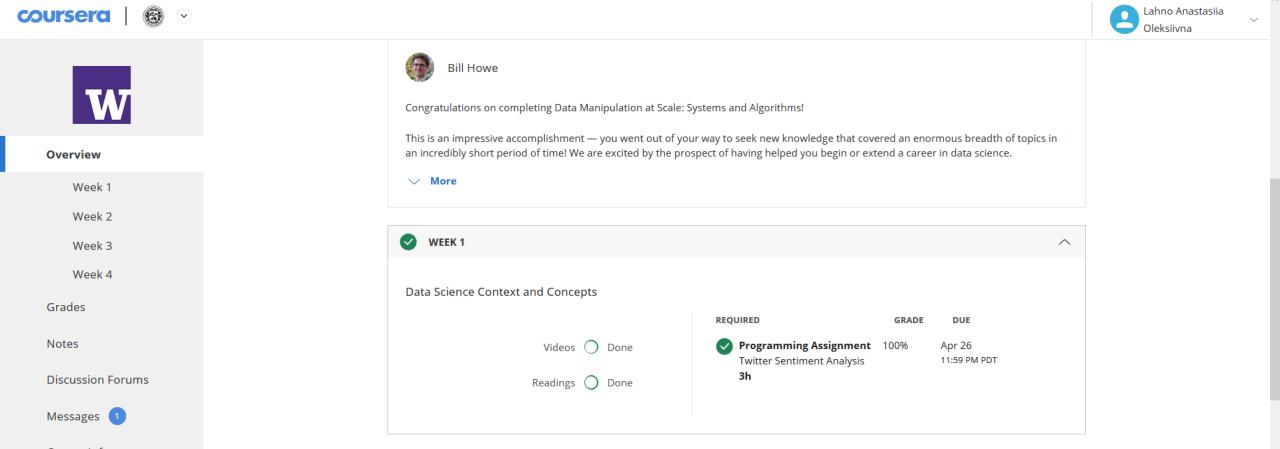 coursera
Lahno Anastasiia
Oleksiivna
W
Overview
Week 1
Week 2
Week 3
Week 4
Grades
Notes
Discussion Forums
Messages 1
Bill Howe
Congratulations on completing Data Manipulation at Scale: Systems and Algorithms!
This is an impressive accomplishment — you went out of your way to seek new knowledge that covered an enormous breadth of topics in
an incredibly short period of time! We are excited by the prospect of having helped you begin or extend a career in data science.
More
WEEK 1
Data Science Context and Concepts
Videos Done
Readings Done
REQUIRED GRADE DUE
Programming Assignment 100% Apr 26
Twitter Sentiment Analysis 11:59 PM PDT
3h